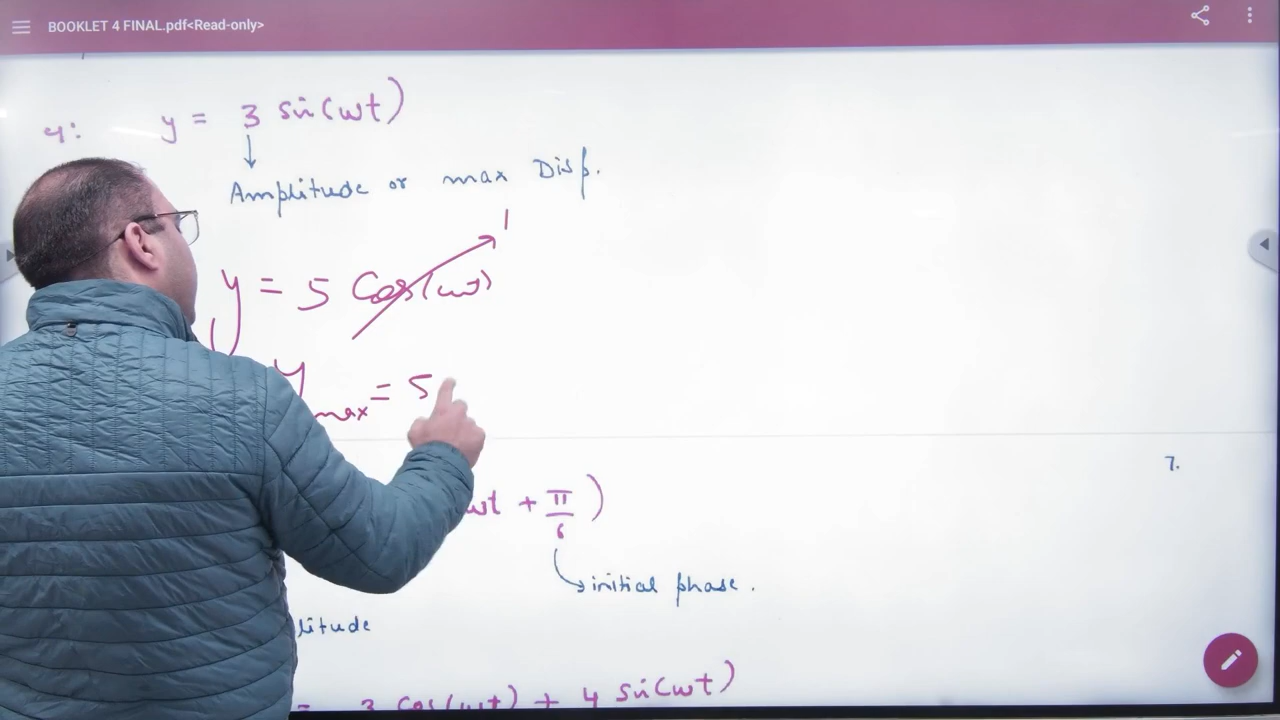 BOOKLET 4 FINAL.pdf<Read-only>
4: y = 3 sin(ωt)
Amplitude or max Disp.
1
y = 5 Cos(ωt)
y max = 5
7.
ωt + π/6 )
initial phase.
litude
= 3 cos(ωt) + 4 sin(ωt)